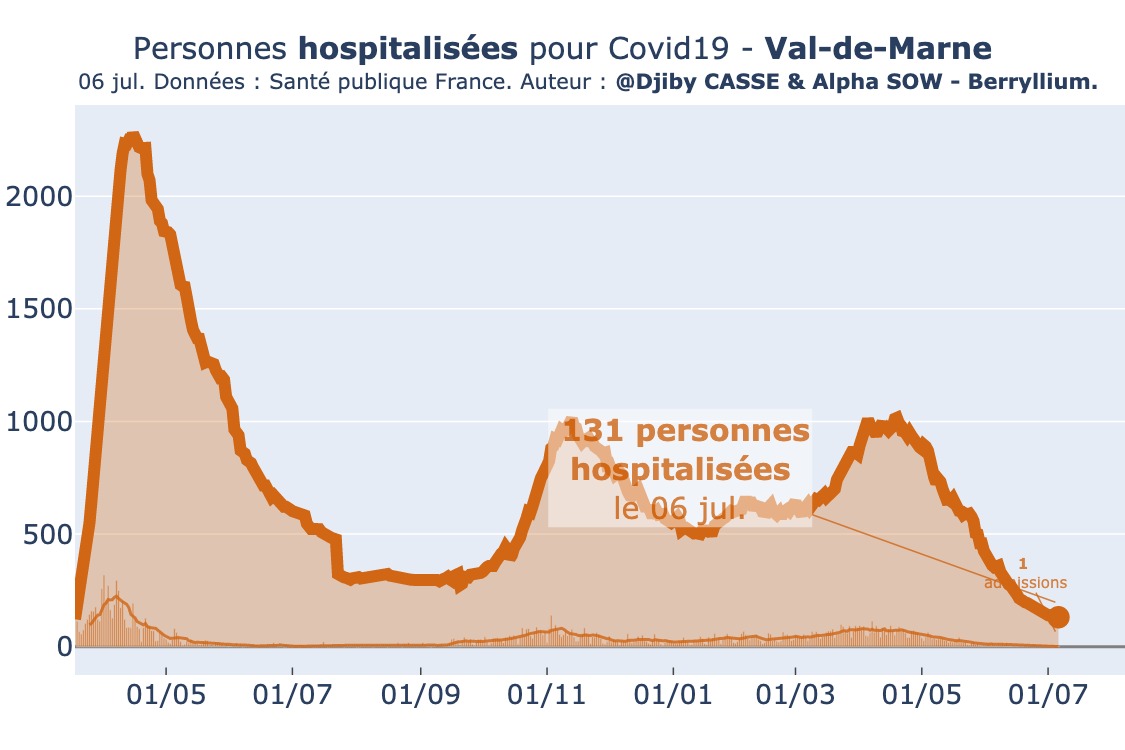 Personnes hospitalisées pour Covid19 - Val-de-Marne
06 jul. Données : Santé publique France. Auteur : @Djiby CASSE & Alpha SOW - Berryllium.
2000
1500
1000
500
0
131 personnes
hospitalisées
le 06 jul.
1
admissions
01/05 01/07 01/09 01/11 01/01 01/03 01/05 01/07